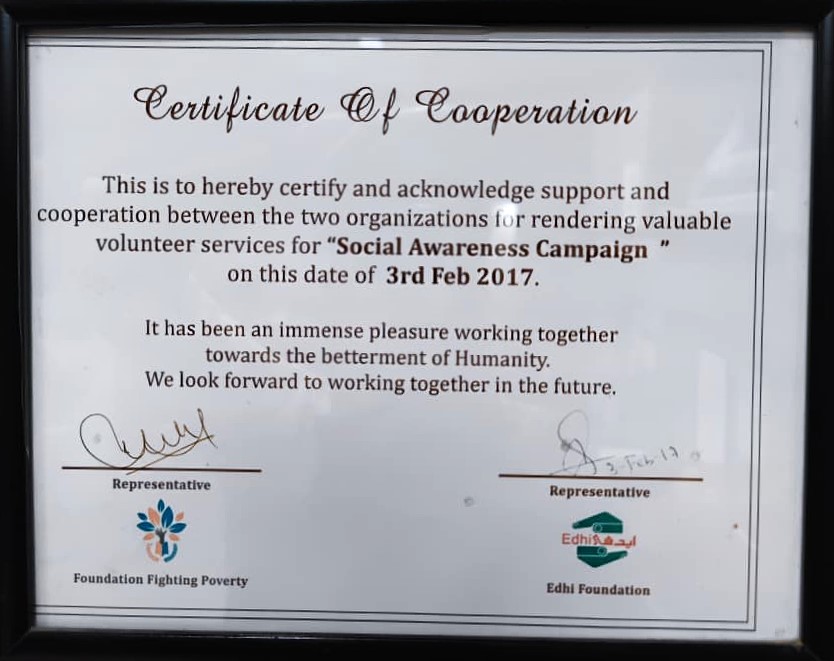 Certificate Of Cooperation
This is to hereby certify and acknowledge support and
cooperation between the two organizations for rendering valuable
volunteer services for “Social Awareness Campaign ”
on this date of 3rd Feb 2017.
It has been an immense pleasure working together
towards the betterment of Humanity.
We look forward to working together in the future.
3-Feb-17
Representative
Representative
Edhi ایدھی
Foundation Fighting Poverty
Edhi Foundation